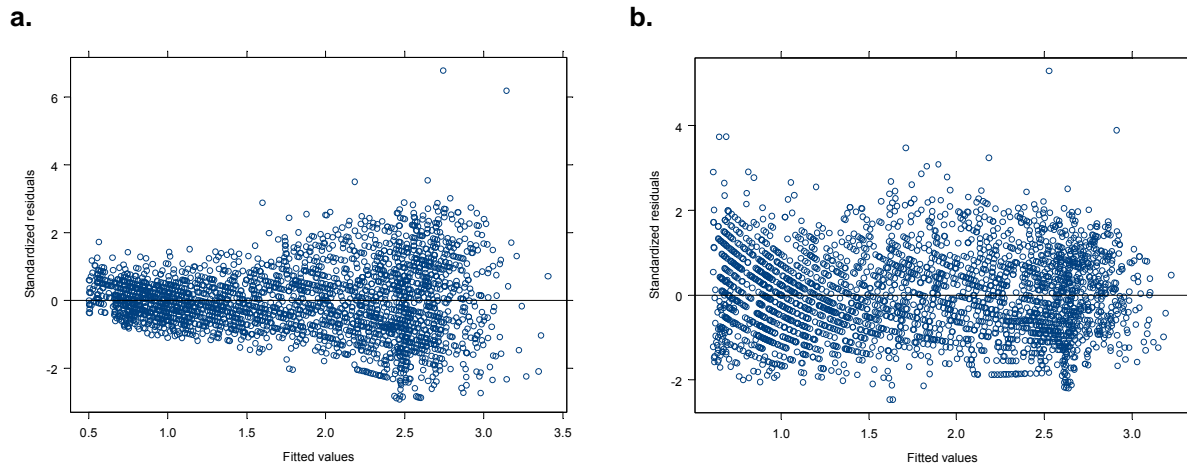 a.
6
4
2
0
-2
Standardized residuals
0.5 1.0 1.5 2.0 2.5 3.0 3.5
Fitted values
b.
4
2
0
-2
Standardized residuals
1.0 1.5 2.0 2.5 3.0
Fitted values